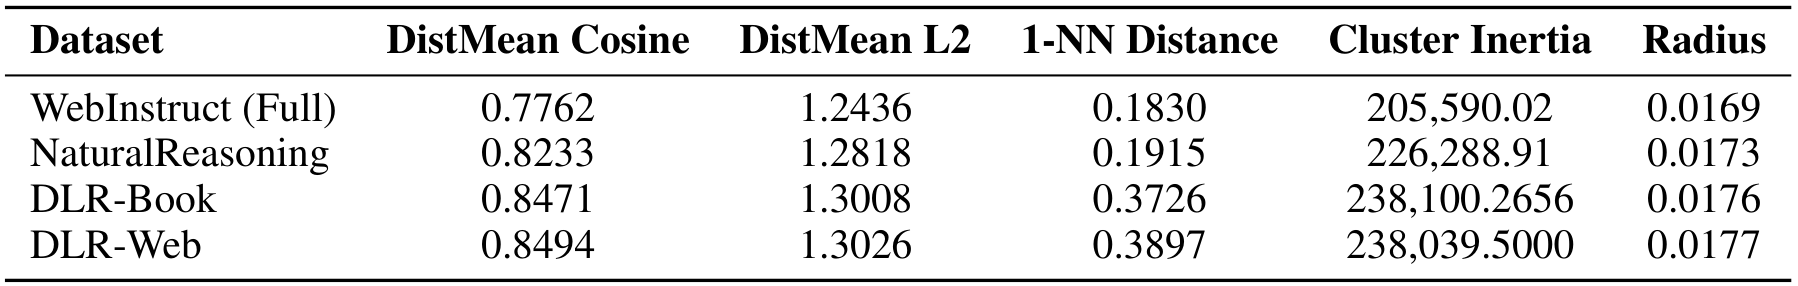 Dataset DistMean Cosine DistMean L2 1-NN Distance Cluster Inertia Radius
WebInstruct (Full) 0.7762 1.2436 0.1830 205,590.02 0.0169
NaturalReasoning 0.8233 1.2818 0.1915 226,288.91 0.0173
DLR-Book 0.8471 1.3008 0.3726 238,100.2656 0.0176
DLR-Web 0.8494 1.3026 0.3897 238,039.5000 0.0177